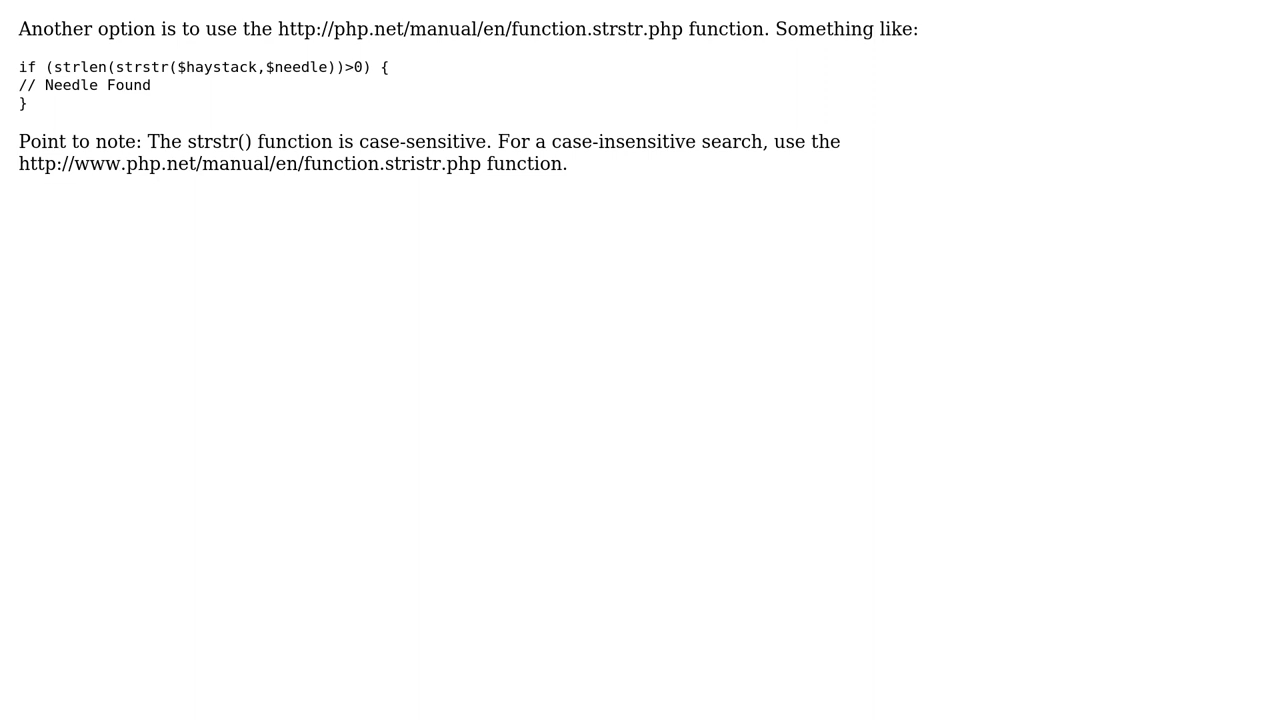 Another option is to use the http://php.net/manual/en/function.strstr.php function. Something like:
if (strlen(strstr($haystack,$needle))>0) {
// Needle Found
}
Point to note: The strstr() function is case-sensitive. For a case-insensitive search, use the
http://www.php.net/manual/en/function.stristr.php function.